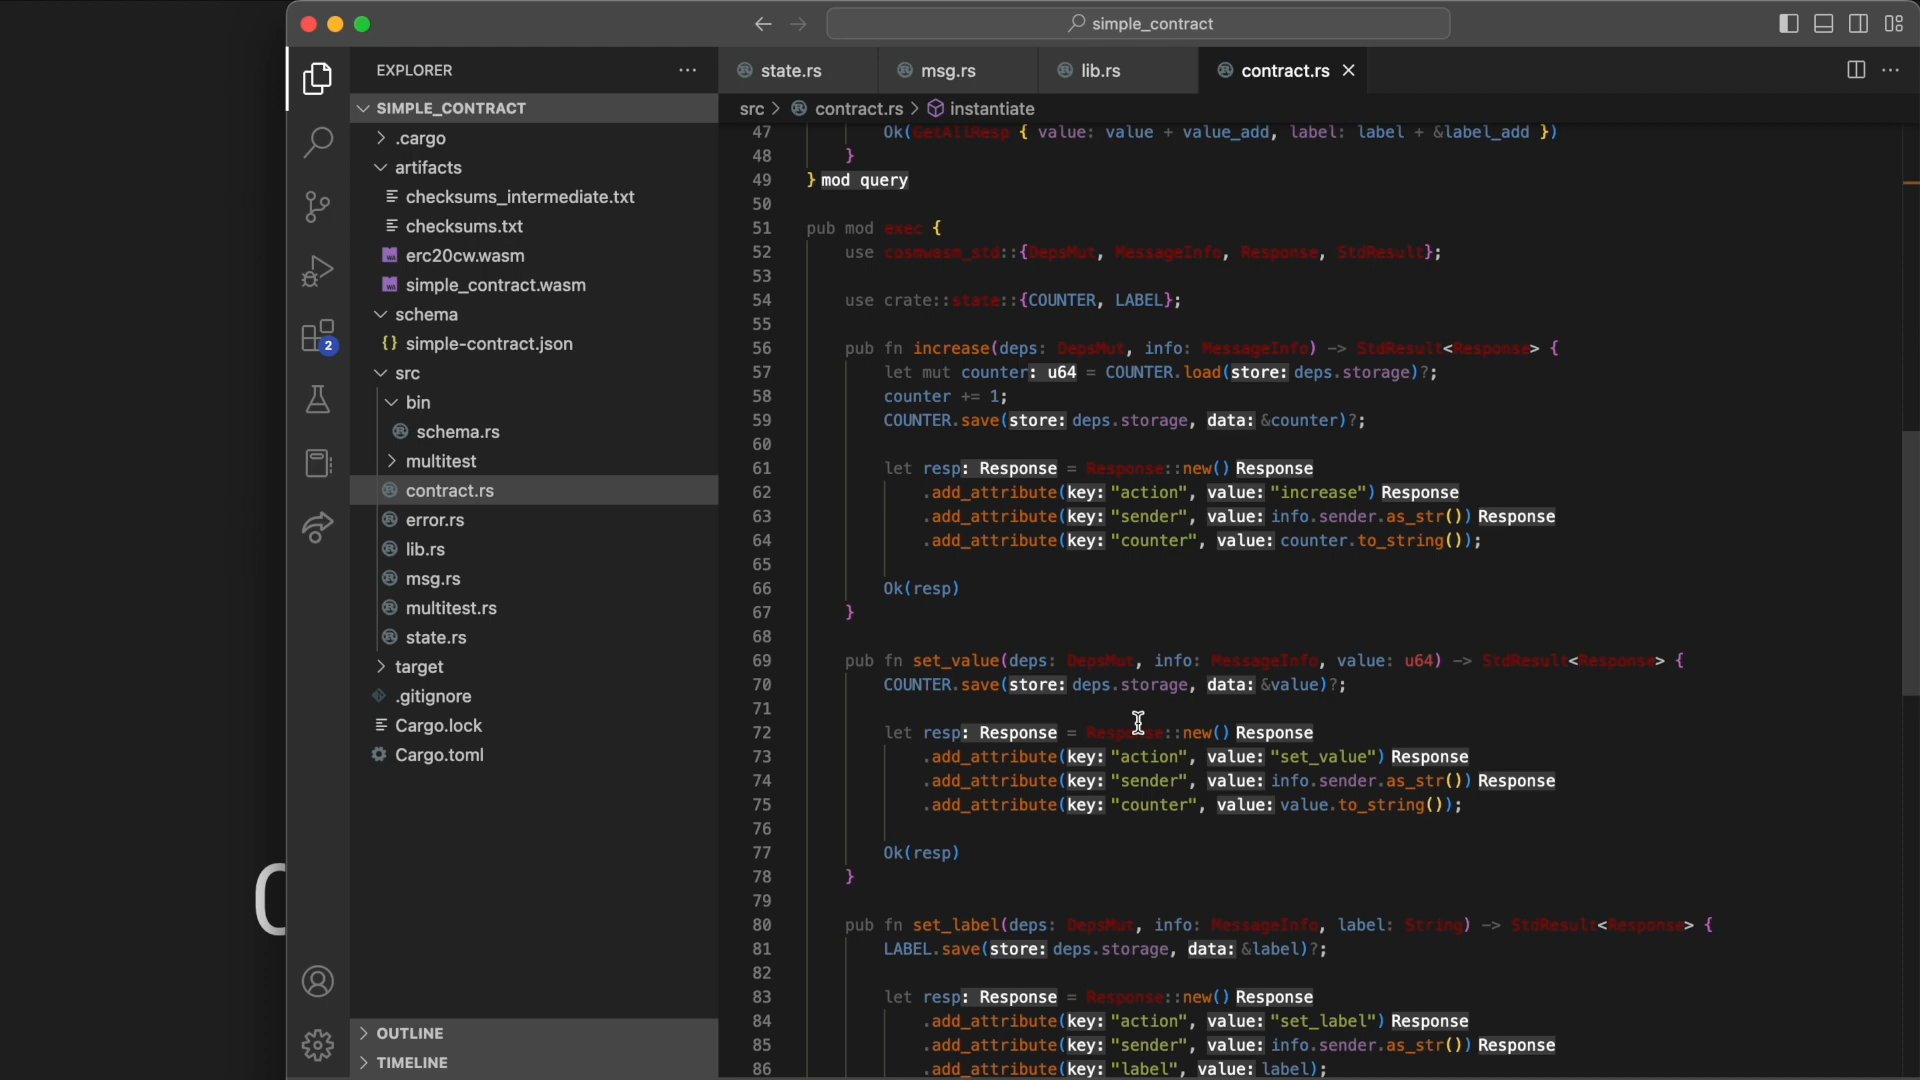 simple_contract
EXPLORER
SIMPLE_CONTRACT
.cargo
artifacts
checksums_intermediate.txt
checksums.txt
erc20cw.wasm
simple_contract.wasm
schema
{} simple-contract.json
src
bin
schema.rs
multitest
contract.rs
error.rs
lib.rs
msg.rs
multitest.rs
state.rs
target
.gitignore
Cargo.lock
Cargo.toml
OUTLINE
TIMELINE
2
state.rs
msg.rs
lib.rs
contract.rs
src > contract.rs > instantiate
47 Ok(GetAllResp { value: value + value_add, label: label + &label_add })
48 }
49 } mod query
50
51 pub mod exec {
52 use cosmwasm_std::{DepsMut, MessageInfo, Response, StdResult};
53
54 use crate::state::{COUNTER, LABEL};
55
56 pub fn increase(deps: DepsMut, info: MessageInfo) -> StdResult<Response> {
57 let mut counter: u64 = COUNTER.load(store: deps.storage)?;
58 counter += 1;
59 COUNTER.save(store: deps.storage, data: &counter)?;
60
61 let resp: Response = Response::new() Response
62 .add_attribute(key: "action", value: "increase") Response
63 .add_attribute(key: "sender", value: info.sender.as_str()) Response
64 .add_attribute(key: "counter", value: counter.to_string());
65
66 Ok(resp)
67 }
68
69 pub fn set_value(deps: DepsMut, info: MessageInfo, value: u64) -> StdResult<Response> {
70 COUNTER.save(store: deps.storage, data: &value)?;
71
72 let resp: Response = Response::new() Response
73 .add_attribute(key: "action", value: "set_value") Response
74 .add_attribute(key: "sender", value: info.sender.as_str()) Response
75 .add_attribute(key: "counter", value: value.to_string());
76
77 Ok(resp)
78 }
79
80 pub fn set_label(deps: DepsMut, info: MessageInfo, label: String) -> StdResult<Response> {
81 LABEL.save(store: deps.storage, data: &label)?;
82
83 let resp: Response = Response::new() Response
84 .add_attribute(key: "action", value: "set_label") Response
85 .add_attribute(key: "sender", value: info.sender.as_str()) Response
86 .add_attribute(key: "label", value: label);